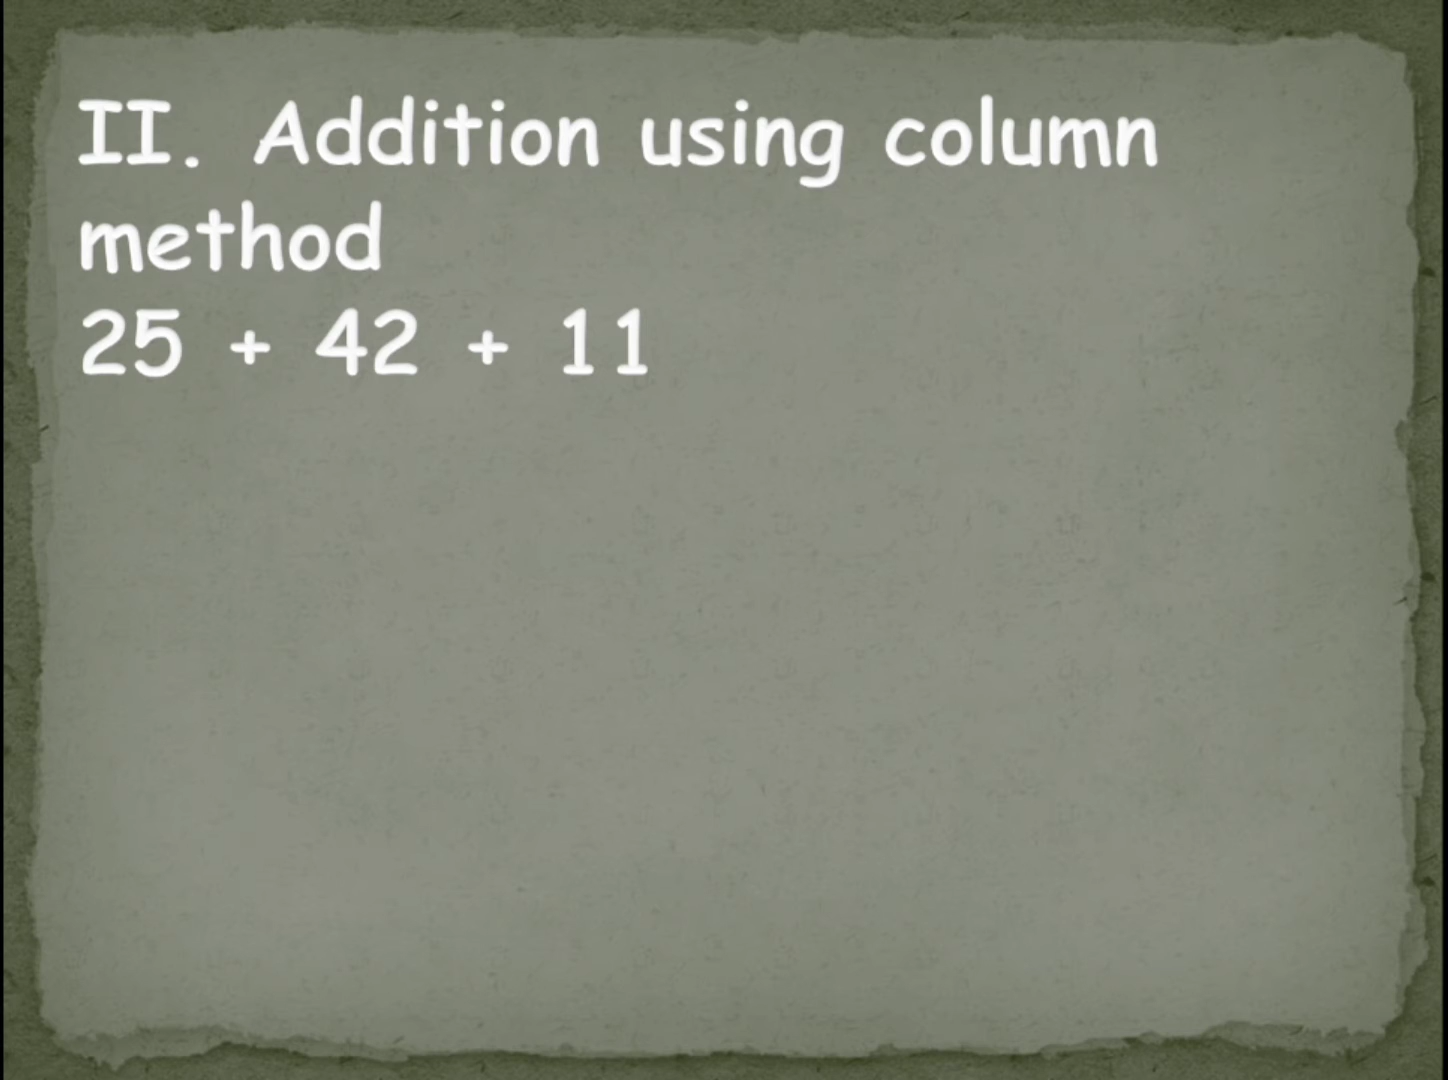 II. Addition using column
method
25 + 42 + 11